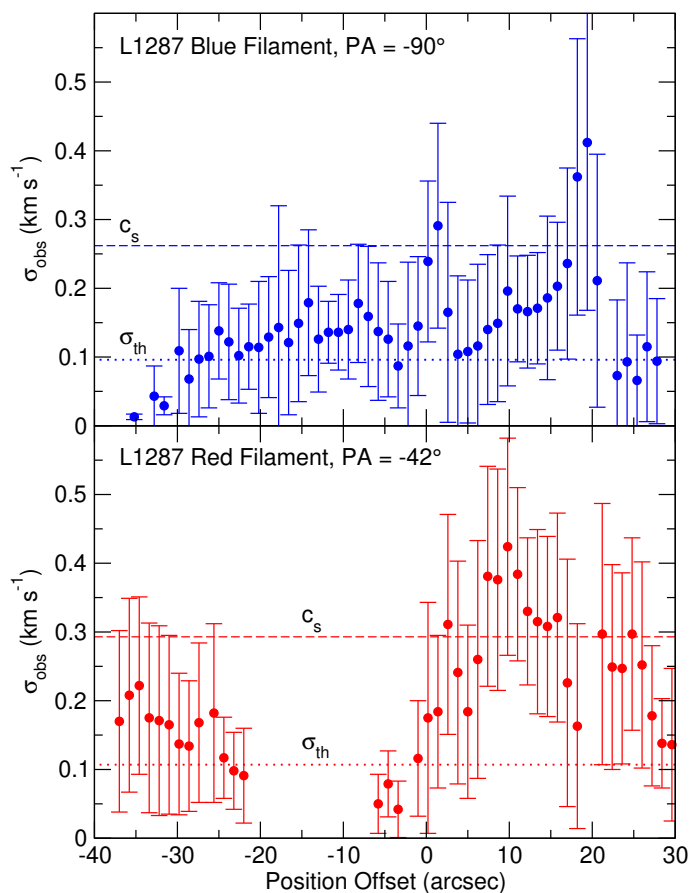 L1287 Blue Filament, PA = -90°
0.5
0.4
0.3
0.2
0.1
0
σobs (km s⁻¹)
cs
σth
L1287 Red Filament, PA = -42°
0.5
0.4
0.3
0.2
0.1
0
σobs (km s⁻¹)
cs
σth
-40 -30 -20 -10 0 10 20 30
Position Offset (arcsec)